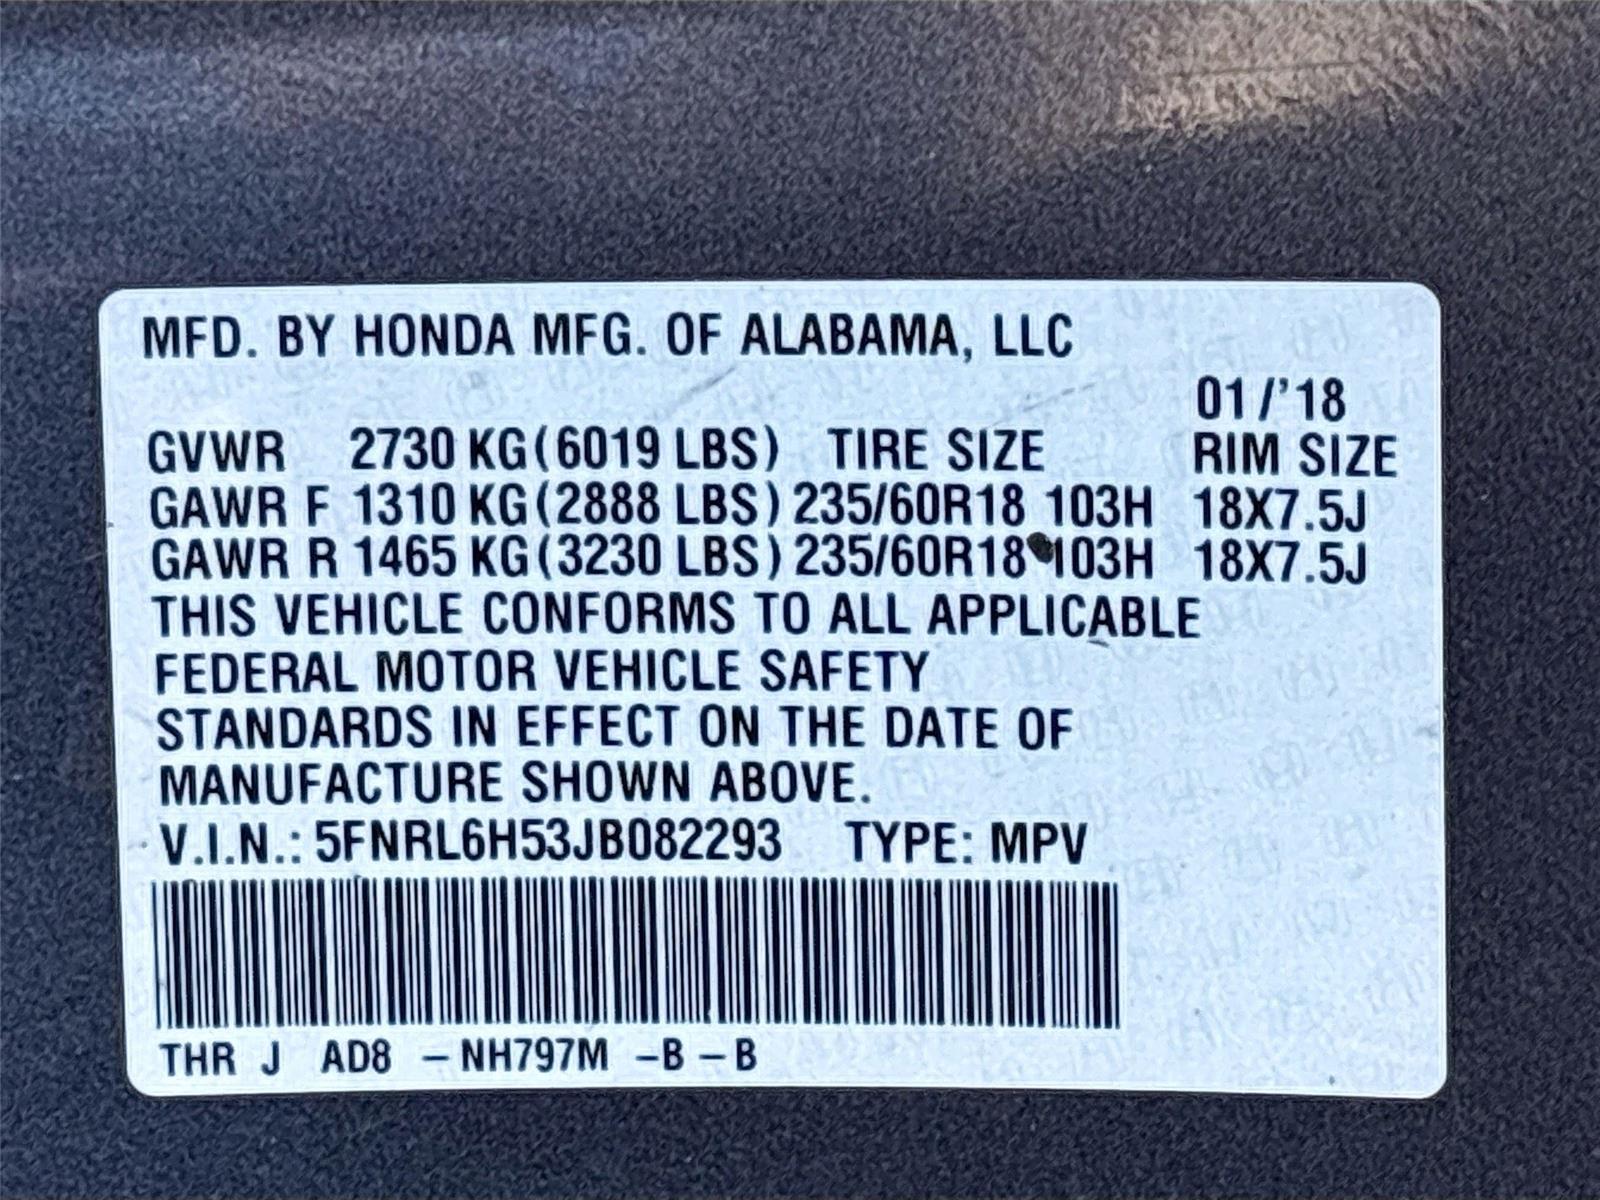 MFD. BY HONDA MFG. OF ALABAMA, LLC
01/'18
GVWR 2730 KG (6019 LBS) TIRE SIZE RIM SIZE
GAWR F 1310 KG (2888 LBS) 235/60R18 103H 18X7.5J
GAWR R 1465 KG (3230 LBS) 235/60R18 103H 18X7.5J
THIS VEHICLE CONFORMS TO ALL APPLICABLE
FEDERAL MOTOR VEHICLE SAFETY
STANDARDS IN EFFECT ON THE DATE OF
MANUFACTURE SHOWN ABOVE.
V.I.N.: 5FNRL6H53JB082293 TYPE: MPV
THR J AD8 – NH797M –B – B